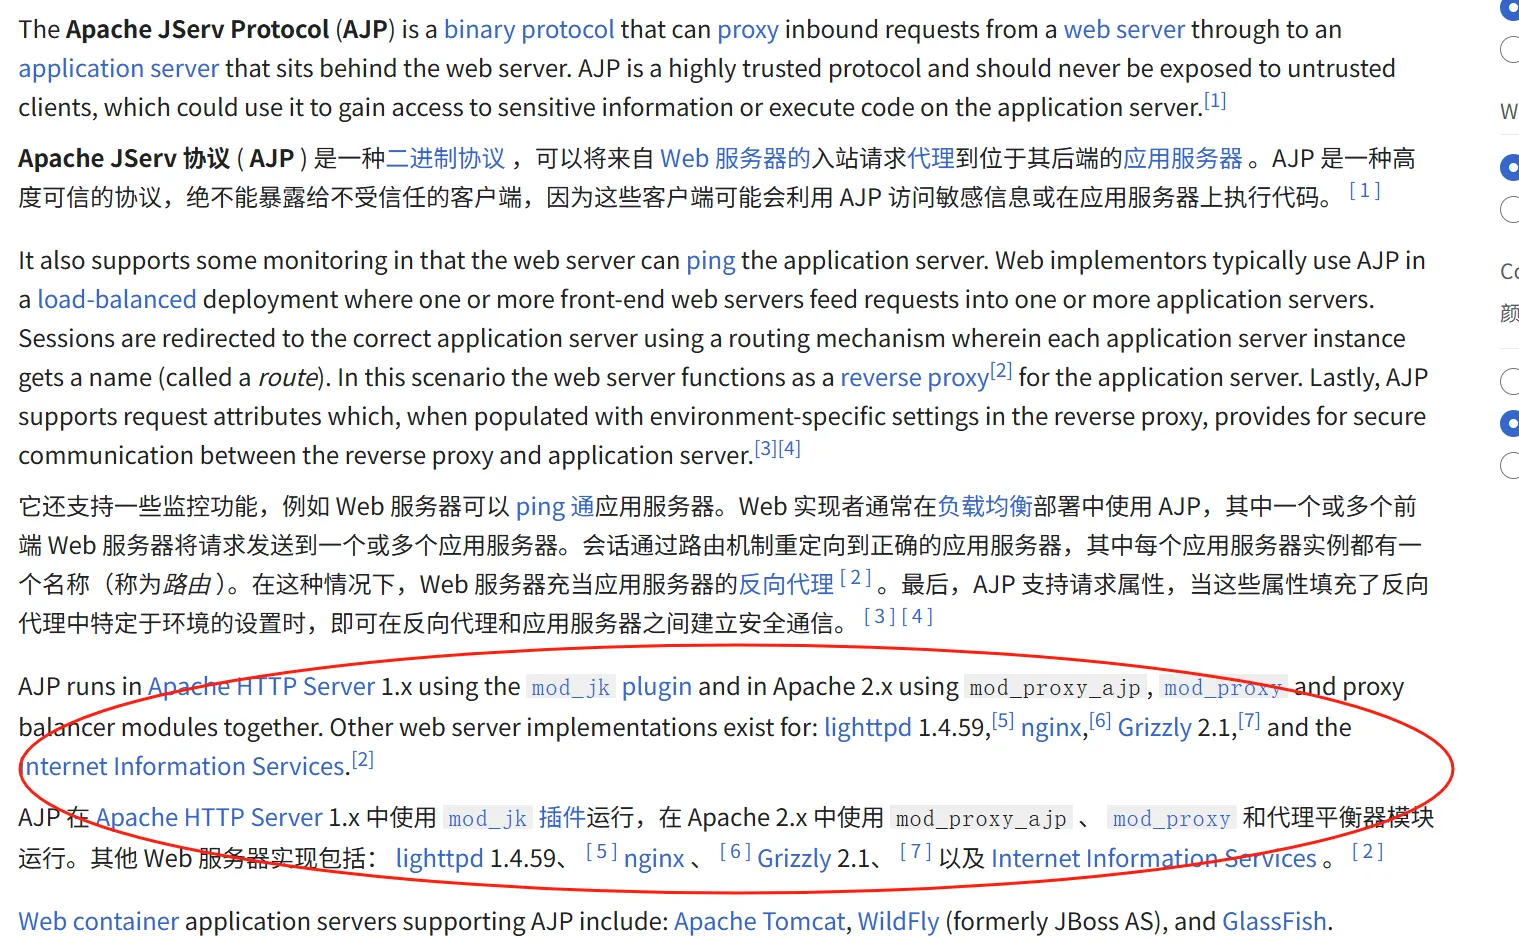 The Apache JServ Protocol (AJP) is a binary protocol that can proxy inbound requests from a web server through to an
application server that sits behind the web server. AJP is a highly trusted protocol and should never be exposed to untrusted
clients, which could use it to gain access to sensitive information or execute code on the application server.[1]
Apache JServ 协议 ( AJP ) 是一种二进制协议 ，可以将来自 Web 服务器的入站请求代理到位于其后端的应用服务器 。AJP 是一种高
度可信的协议，绝不能暴露给不受信任的客户端，因为这些客户端可能会利用 AJP 访问敏感信息或在应用服务器上执行代码。 [ 1 ]
It also supports some monitoring in that the web server can ping the application server. Web implementors typically use AJP in
a load-balanced deployment where one or more front-end web servers feed requests into one or more application servers.
Sessions are redirected to the correct application server using a routing mechanism wherein each application server instance
gets a name (called a route). In this scenario the web server functions as a reverse proxy[2] for the application server. Lastly, AJP
supports request attributes which, when populated with environment-specific settings in the reverse proxy, provides for secure
communication between the reverse proxy and application server.[3][4]
它还支持一些监控功能，例如 Web 服务器可以 ping 通应用服务器。Web 实现者通常在负载均衡部署中使用 AJP，其中一个或多个前
端 Web 服务器将请求发送到一个或多个应用服务器。会话通过路由机制重定向到正确的应用服务器，其中每个应用服务器实例都有一
个名称（称为路由 ）。在这种情况下，Web 服务器充当应用服务器的反向代理 [ 2 ] 。最后，AJP 支持请求属性，当这些属性填充了反向
代理中特定于环境的设置时，即可在反向代理和应用服务器之间建立安全通信。 [ 3 ] [ 4 ]
AJP runs in Apache HTTP Server 1.x using the mod_jk plugin and in Apache 2.x using mod_proxy_ajp, mod_proxy and proxy
balancer modules together. Other web server implementations exist for: lighttpd 1.4.59,[5] nginx,[6] Grizzly 2.1,[7] and the
Internet Information Services.[2]
AJP 在 Apache HTTP Server 1.x 中使用 mod_jk 插件运行，在 Apache 2.x 中使用 mod_proxy_ajp 、 mod_proxy 和代理平衡器模块
运行。其他 Web 服务器实现包括： lighttpd 1.4.59、 [ 5 ] nginx 、 [ 6 ] Grizzly 2.1、 [ 7 ] 以及 Internet Information Services 。 [ 2 ]
Web container application servers supporting AJP include: Apache Tomcat, WildFly (formerly JBoss AS), and GlassFish.
W
颜